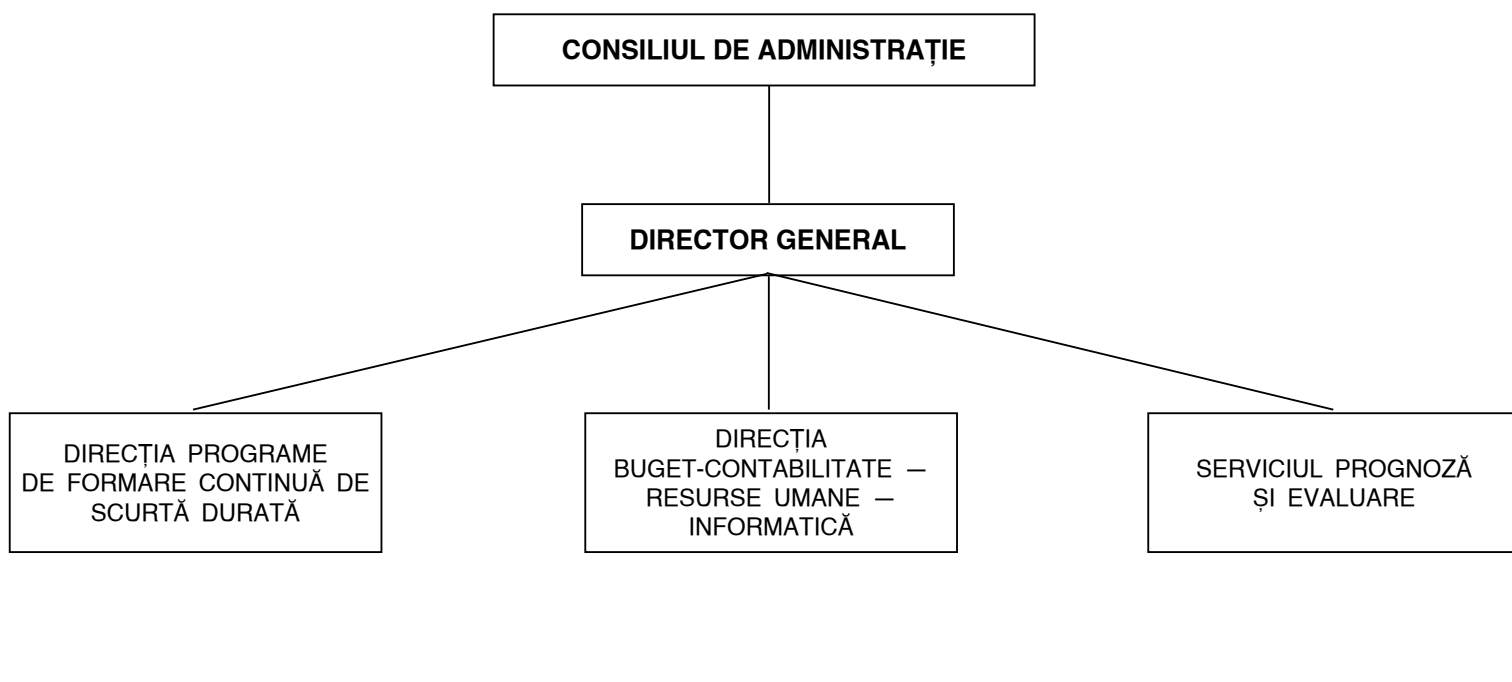 CONSILIUL DE ADMINISTRAȚIE
DIRECTOR GENERAL
DIRECȚIA PROGRAME
DE FORMARE CONTINUĂ DE
SCURTĂ DURATĂ
DIRECȚIA
BUGET-CONTABILITATE —
RESURSE UMANE —
INFORMATICĂ
SERVICIUL PROGNOZĂ
ȘI EVALUARE